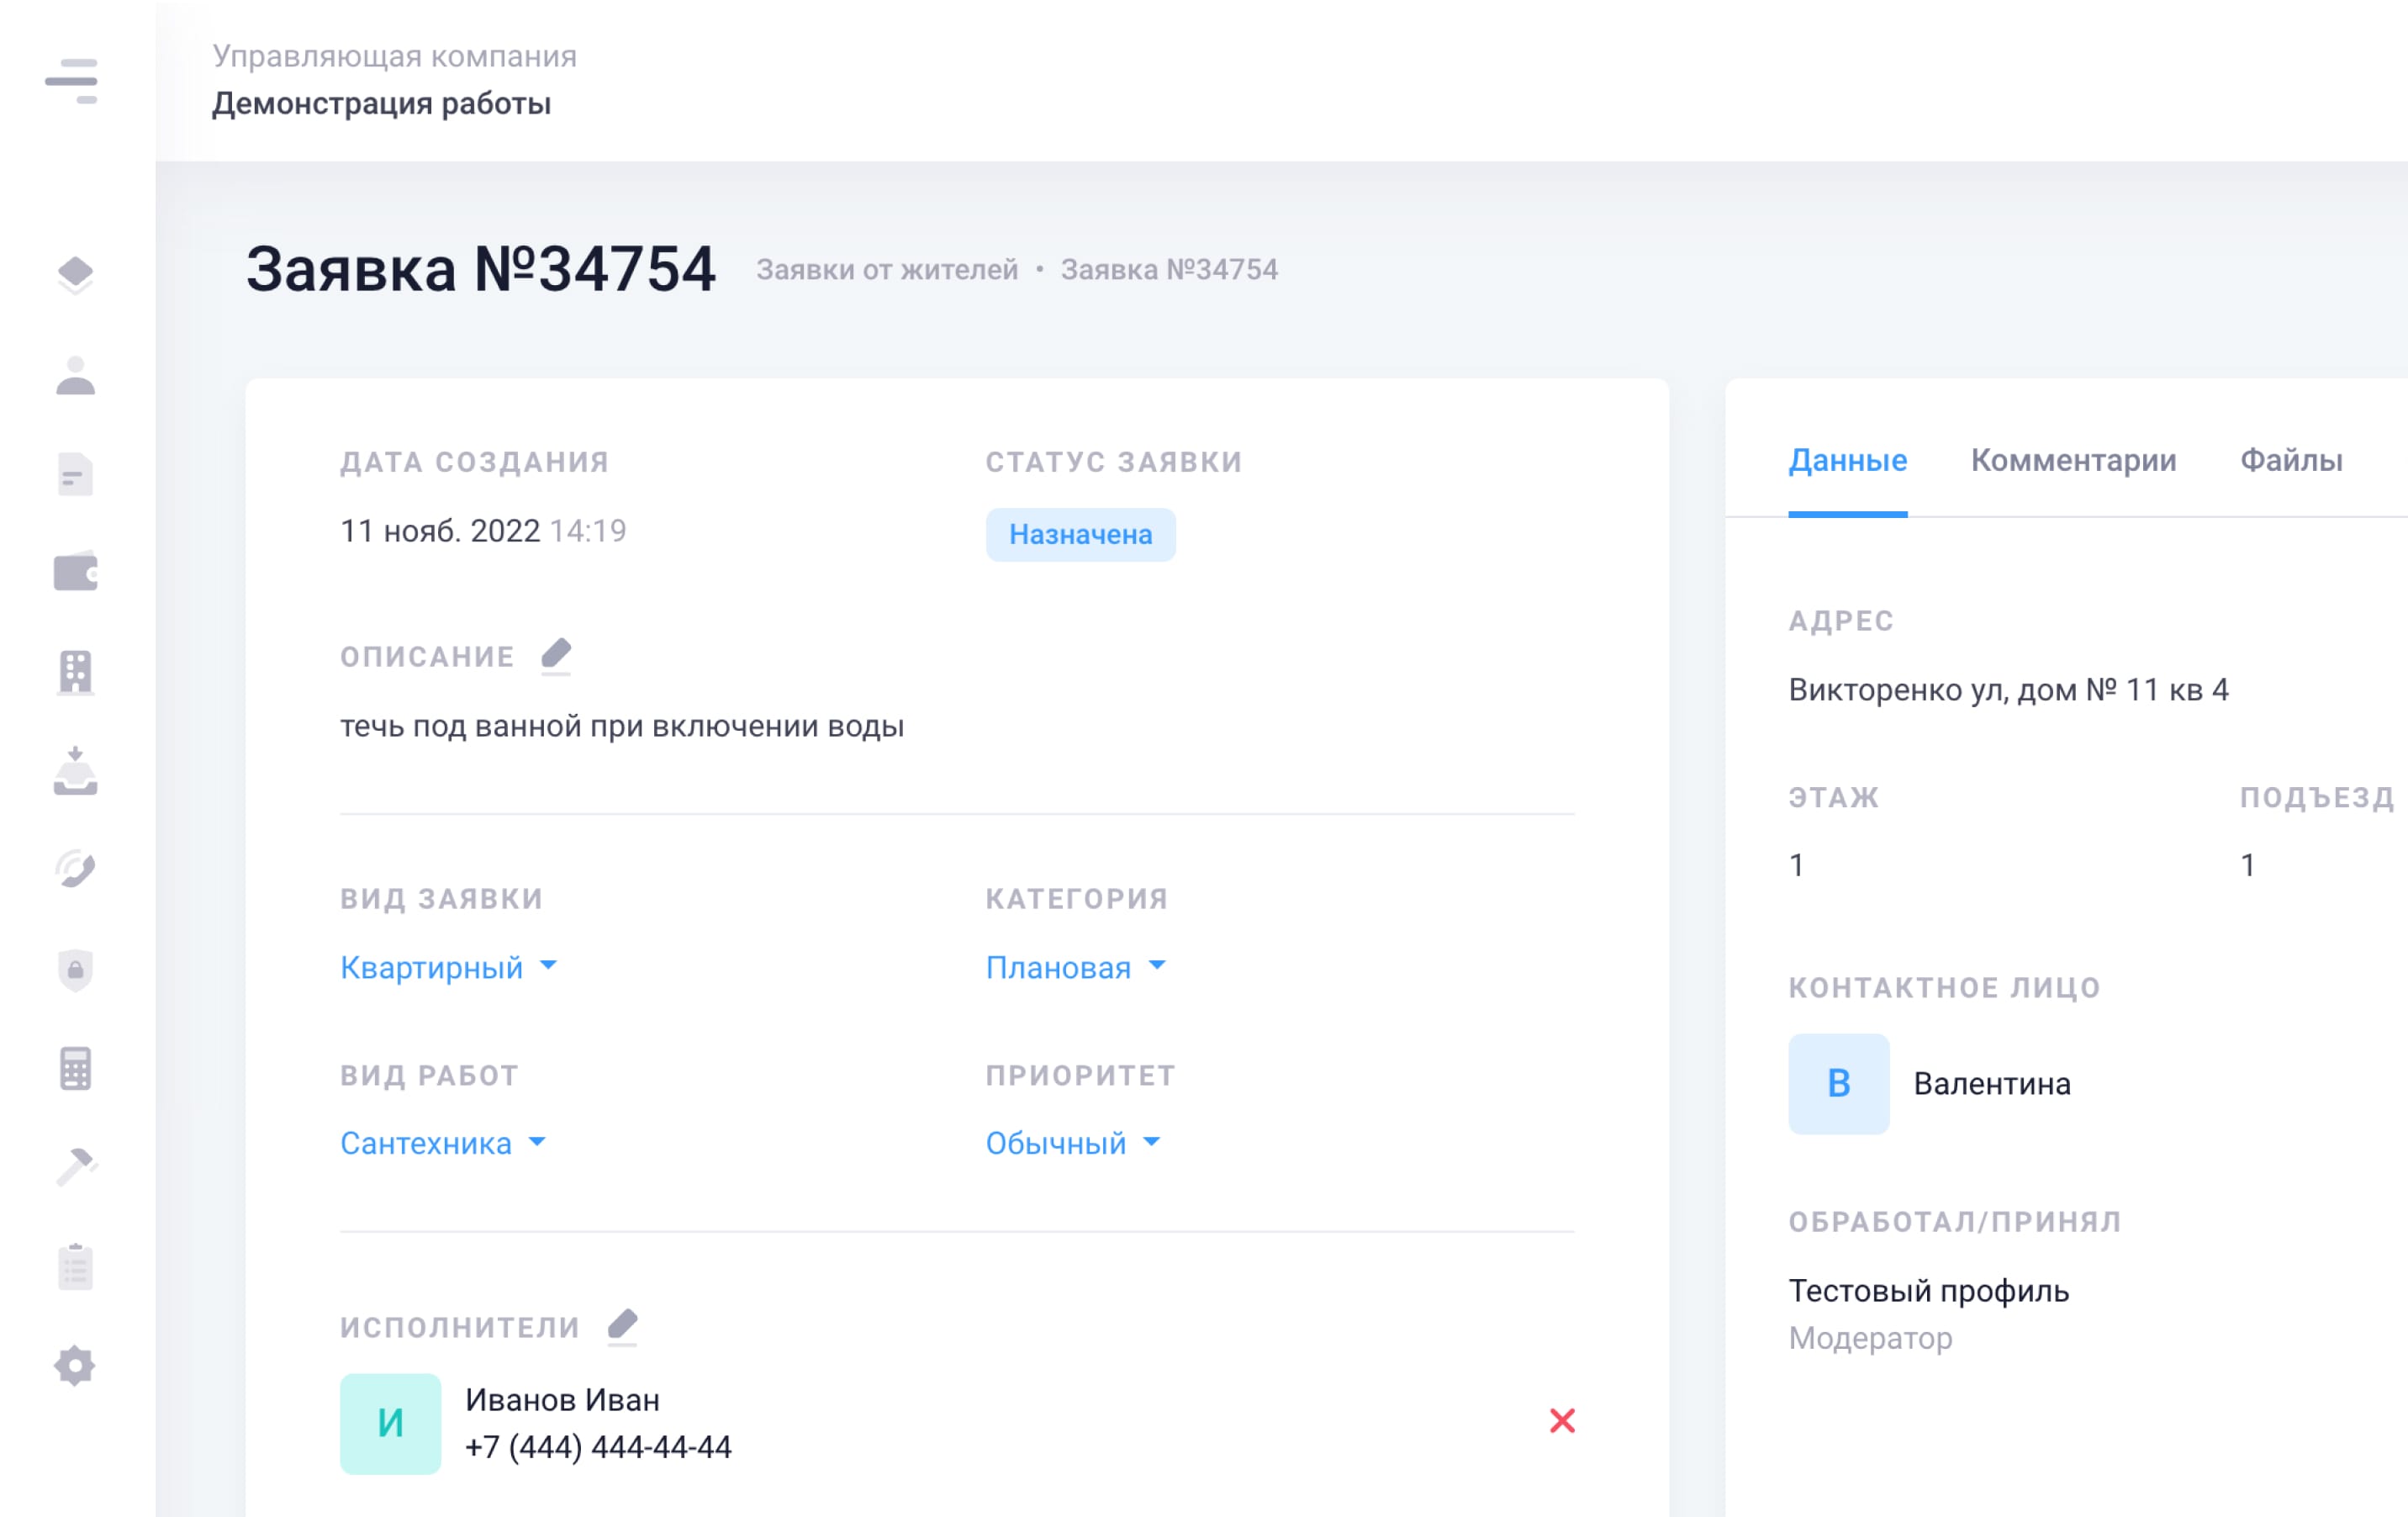 Управляющая компания
Демонстрация работы
Заявка №34754
Заявки от жителей • Заявка №34754
ДАТА СОЗДАНИЯ
11 нояб. 2022 14:19
СТАТУС ЗАЯВКИ
Назначена
ОПИСАНИЕ
течь под ванной при включении воды
ВИД ЗАЯВКИ
Квартирный
КАТЕГОРИЯ
Плановая
ВИД РАБОТ
Сантехника
ПРИОРИТЕТ
Обычный
ИСПОЛНИТЕЛИ
И
Иванов Иван
+7 (444) 444-44-44
Данные Комментарии Файлы
АДРЕС
Викторенко ул, дом № 11 кв 4
ЭТАЖ
1
ПОДЪЕЗД
1
КОНТАКТНОЕ ЛИЦО
В
Валентина
ОБРАБОТАЛ/ПРИНЯЛ
Тестовый профиль
Модератор